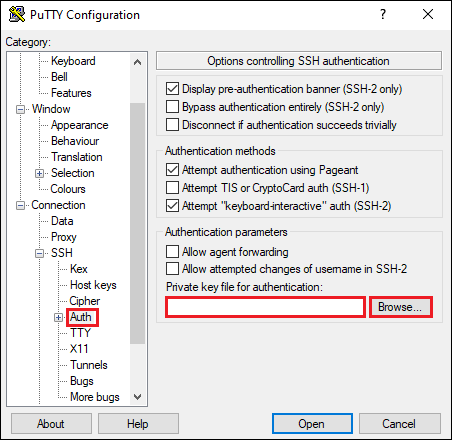 PuTTY Configuration
?
Category:
Keyboard
Bell
Features
Window
Appearance
Behaviour
Translation
Selection
Colours
Connection
Data
Proxy
SSH
Kex
Host keys
Cipher
Auth
TTY
X11
Tunnels
Bugs
More bugs
Options controlling SSH authentication
Display pre-authentication banner (SSH-2 only)
Bypass authentication entirely (SSH-2 only)
Disconnect if authentication succeeds trivially
Authentication methods
Attempt authentication using Pageant
Attempt TIS or CryptoCard auth (SSH-1)
Attempt "keyboard-interactive" auth (SSH-2)
Authentication parameters
Allow agent forwarding
Allow attempted changes of username in SSH-2
Private key file for authentication:
Browse...
About
Help
Open
Cancel